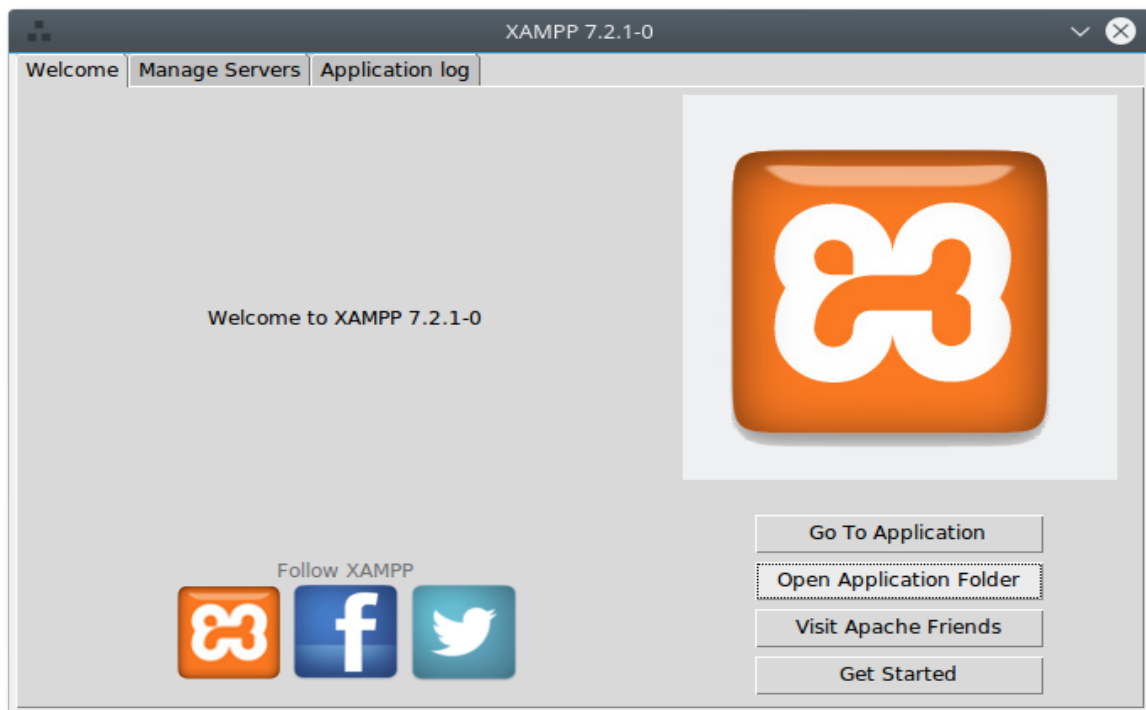 XAMPP 7.2.1-0
Welcome Manage Servers Application log
Welcome to XAMPP 7.2.1-0
Follow XAMPP
Go To Application
Open Application Folder
Visit Apache Friends
Get Started